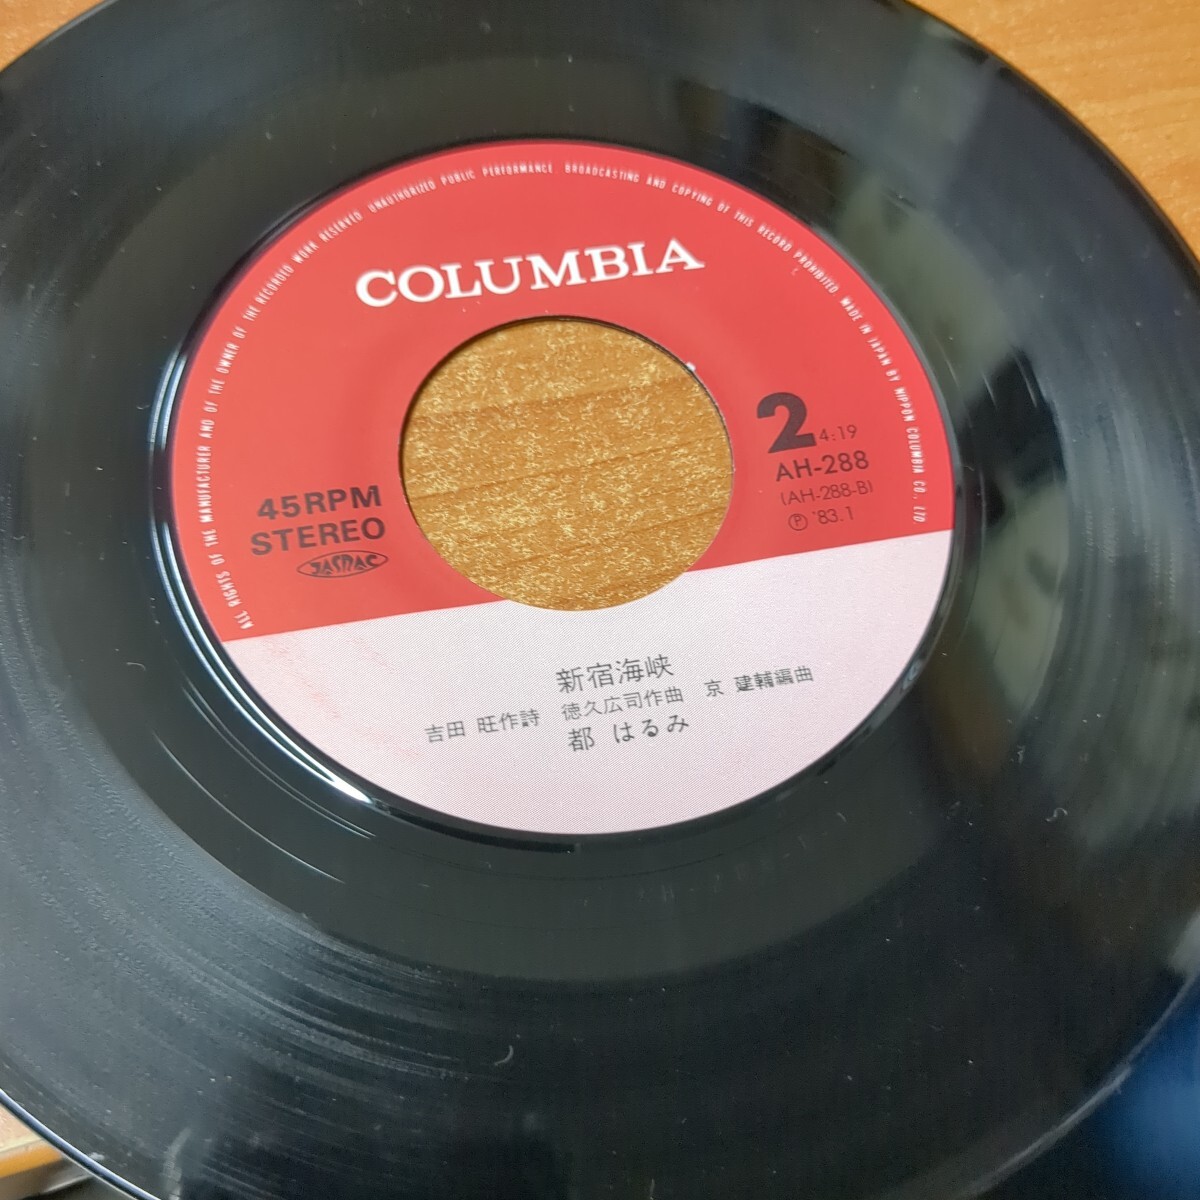 ALL RIGHTS OF THE MANUFACTURER AND OF THE OWNER OF THE RECORDED WORK RESERVED UNAUTHORIZED PUBLIC PERFORMANCE BROADCASTING AND COPYING OF THIS RECORD PROHIBITED MADE IN JAPAN BY NIPPON COLUMBIA CO., LTD.
COLUMBIA
2 4:19
AH-288
(AH-288-B)
Ⓟ '83.1
45RPM
STEREO
JASRAC
新宿海峡
吉田 旺作詩 徳久広司作曲 京 建輔編曲
都 はるみ